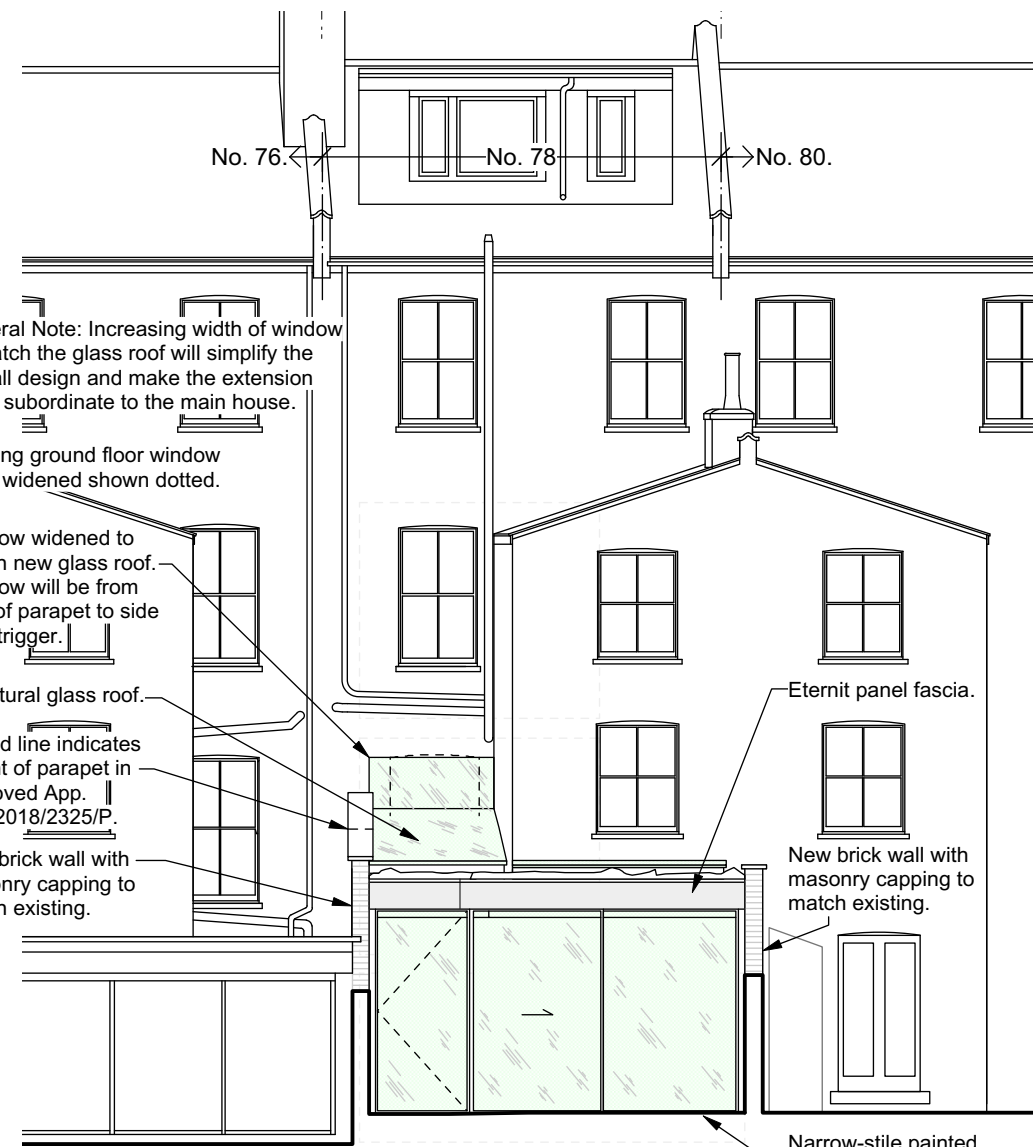 No. 76.
No. 78
No. 80.
eral Note: Increasing width of window
atch the glass roof will simplify the
all design and make the extension
subordinate to the main house.
ng ground floor window
widened shown dotted.
ow widened to
n new glass roof.
ow will be from
of parapet to side
trigger.
tural glass roof.
d line indicates
nt of parapet in
oved App.
2018/2325/P.
brick wall with
onry capping to
h existing.
Eternit panel fascia.
New brick wall with
masonry capping to
match existing.
Narrow-stile painted